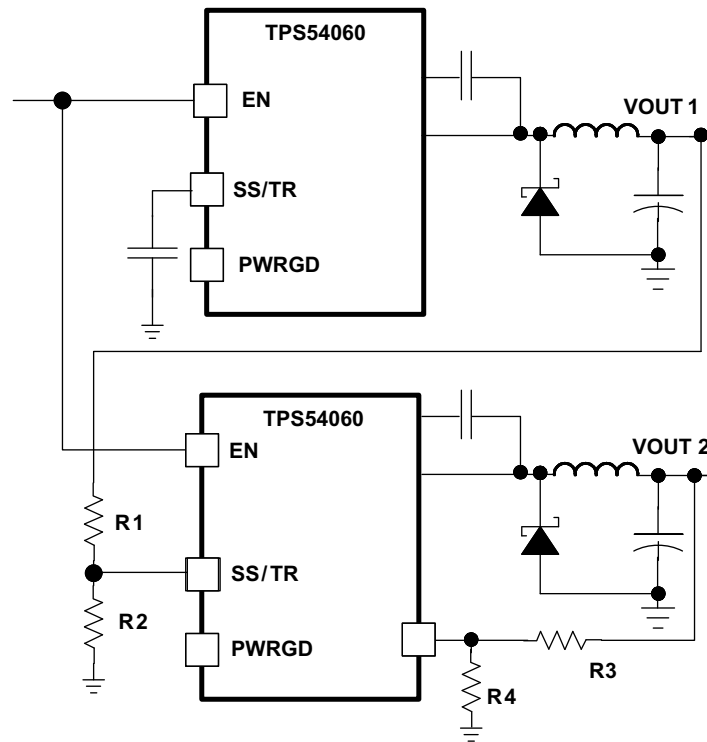 TPS54060
EN
VOUT 1
SS/TR
PWRGD
TPS54060
EN
VOUT 2
R1
SS/TR
R2
PWRGD
R3
R4